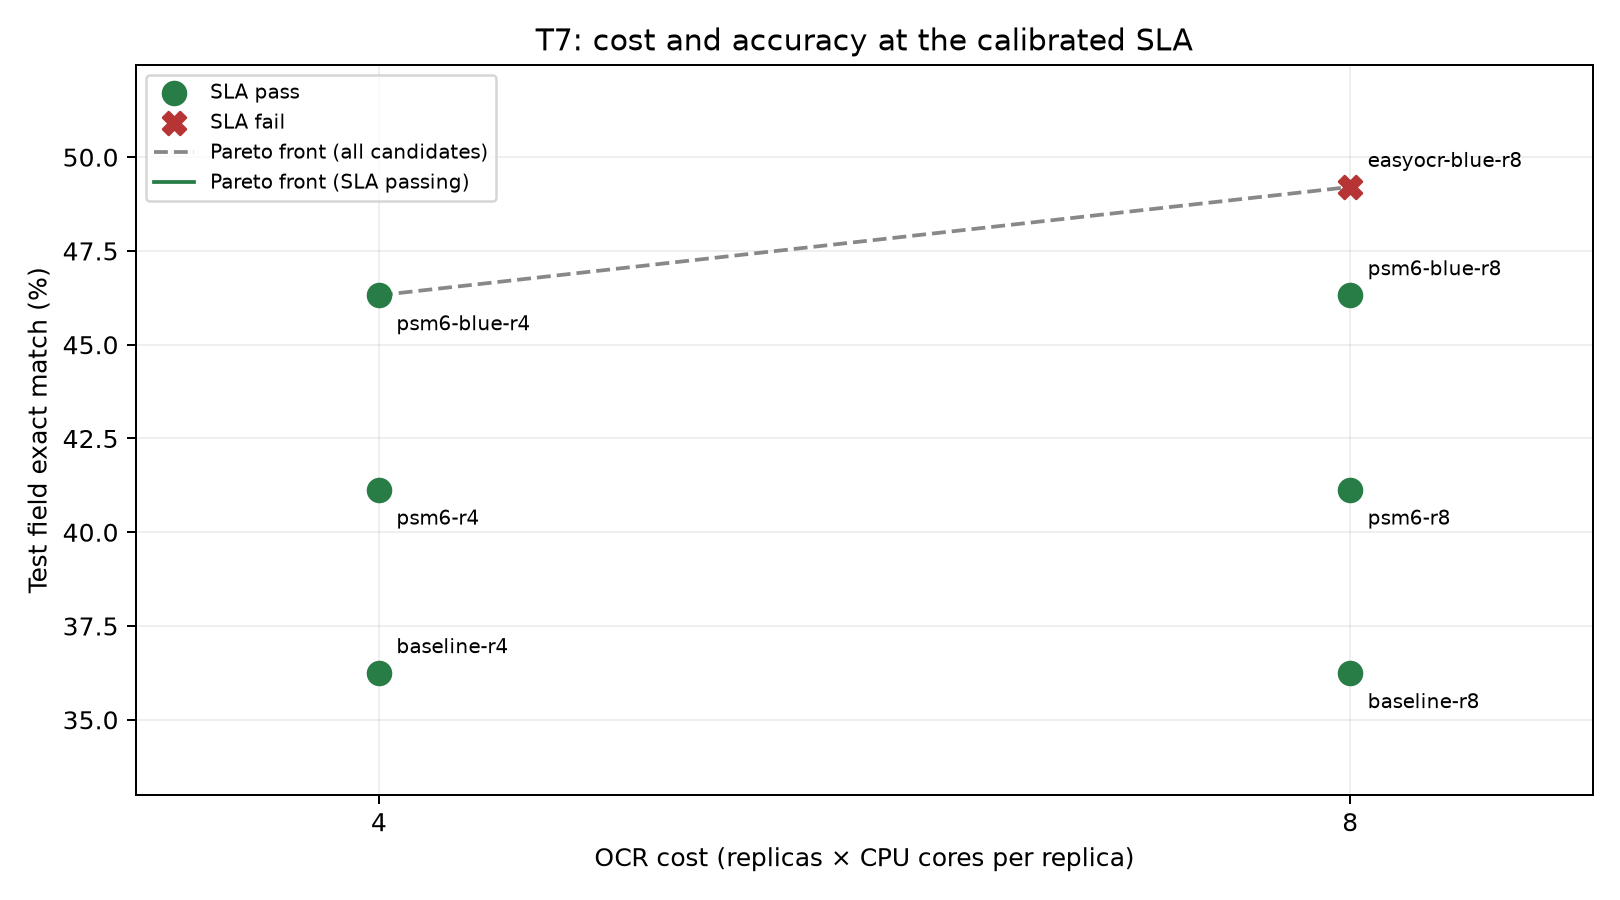 T7: cost and accuracy at the calibrated SLA
SLA pass
SLA fail
Pareto front (all candidates)
Pareto front (SLA passing)
Test field exact match (%)
50.0
47.5
45.0
42.5
40.0
37.5
35.0
easyocr-blue-r8
psm6-blue-r8
psm6-blue-r4
psm6-r4
psm6-r8
baseline-r4
baseline-r8
4
8
OCR cost (replicas × CPU cores per replica)